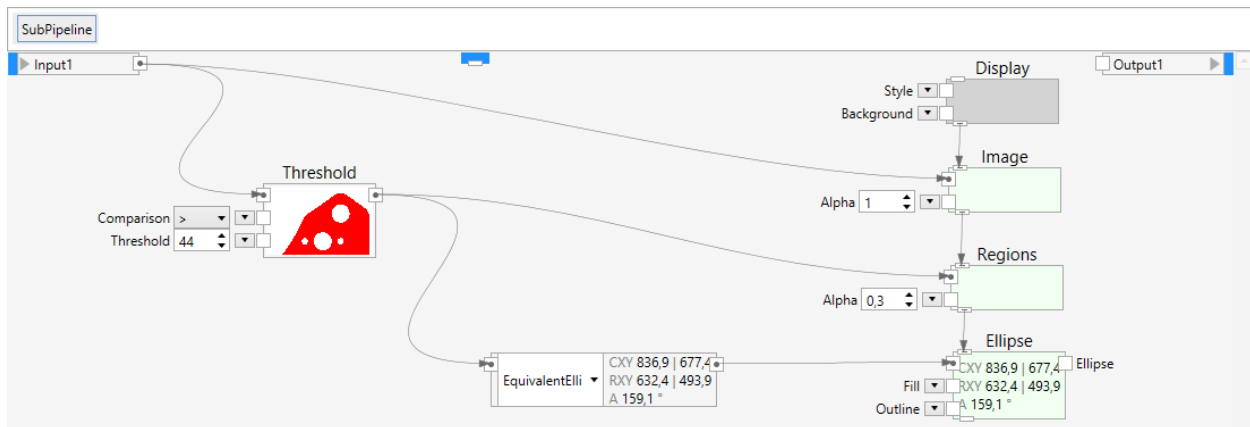 SubPipeline
Input1
Output1
Display
Style
Background
Image
Threshold
Alpha 1
Comparison >
Threshold 44
Regions
Alpha 0,3
Ellipse
EquivalentElli
CXY 836,9 | 677,4
RXY 632,4 | 493,9
A 159,1 °
CXY 836,9 | 677,4
RXY 632,4 | 493,9
A 159,1 °
Ellipse
Fill
Outline